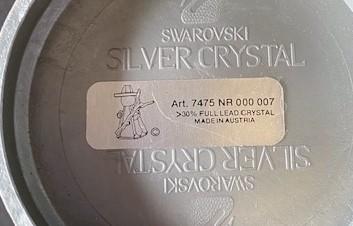 SWAROVSKI
SILVER CRYSTAL
Art. 7475 NR 000 007
>30% FULL LEAD CRYSTAL
MADE IN AUSTRIA
©
SILVER CRYSTAL
SWAROVSKI